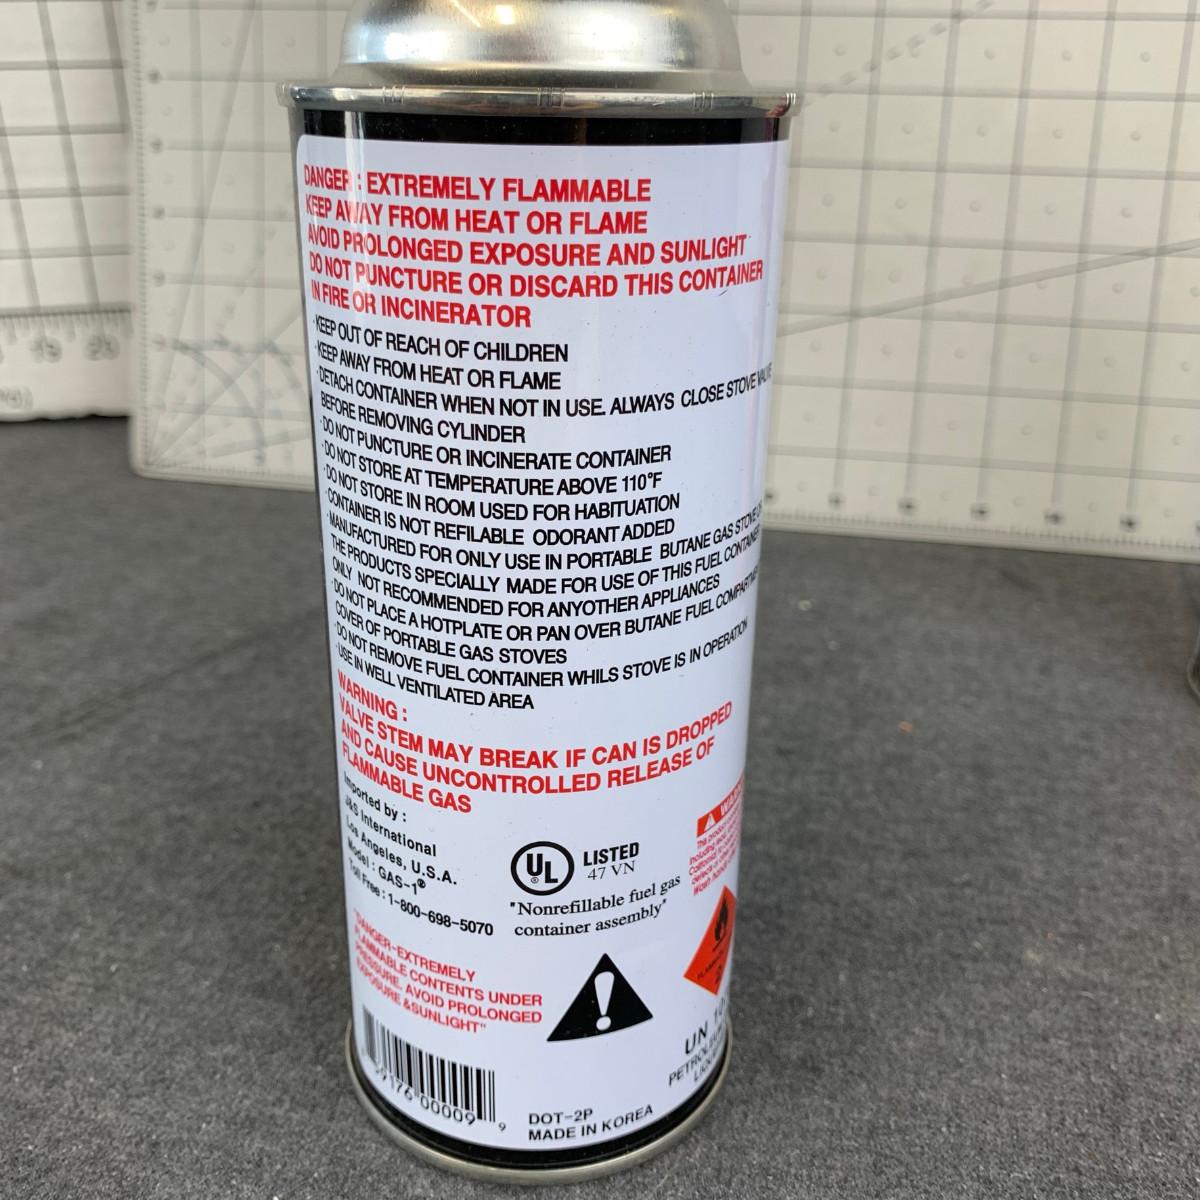 DANGER : EXTREMELY FLAMMABLE
KEEP AWAY FROM HEAT OR FLAME
AVOID PROLONGED EXPOSURE AND SUNLIGHT
DO NOT PUNCTURE OR DISCARD THIS CONTAINER
IN FIRE OR INCINERATOR
·KEEP OUT OF REACH OF CHILDREN
·KEEP AWAY FROM HEAT OR FLAME
·DETACH CONTAINER WHEN NOT IN USE. ALWAYS CLOSE STOVE VALVE
BEFORE REMOVING CYLINDER
·DO NOT PUNCTURE OR INCINERATE CONTAINER
·DO NOT STORE AT TEMPERATURE ABOVE 110°F
·DO NOT STORE IN ROOM USED FOR HABITUATION
·CONTAINER IS NOT REFILABLE ODORANT ADDED
·MANUFACTURED FOR ONLY USE IN PORTABLE BUTANE GAS STOVE
THE PRODUCTS SPECIALLY MADE FOR USE OF THIS FUEL CONTAINER
ONLY NOT RECOMMENDED FOR ANYOTHER APPLIANCES
·DO NOT PLACE A HOTPLATE OR PAN OVER BUTANE FUEL COMPARTMENT
COVER OF PORTABLE GAS STOVES
·DO NOT REMOVE FUEL CONTAINER WHILS STOVE IS IN OPERATION
·USE IN WELL VENTILATED AREA
WARNING :
VALVE STEM MAY BREAK IF CAN IS DROPPED
AND CAUSE UNCONTROLLED RELEASE OF
FLAMMABLE GAS
Imported by :
J&S International
Los Angeles, U.S.A.
Model : GAS-1®
Toll Free : 1-800-698-5070
UL® LISTED
47 VN
"Nonrefillable fuel gas
container assembly"
"DANGER-EXTREMELY
FLAMMABLE CONTENTS UNDER
PRESSURE. AVOID PROLONGED
EXPOSURE &SUNLIGHT"
9176 00009 9
DOT-2P
MADE IN KOREA
UN